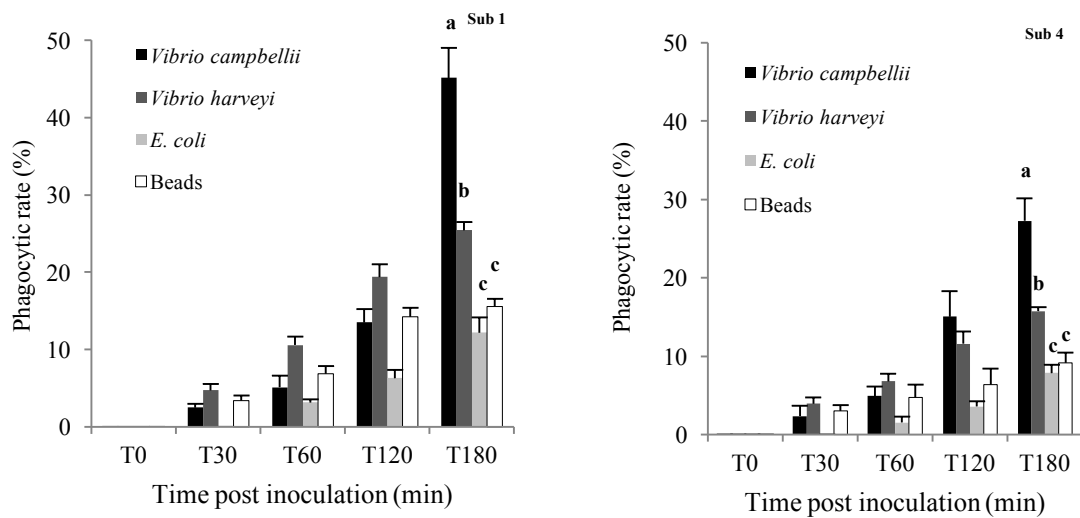 Sub 1
a
50
Vibrio campbellii
40
Vibrio harveyi
E. coli
30
Beads
b
20
c
c
10
0
T0 T30 T60 T120 T180
Phagocytic rate (%)
Time post inoculation (min)
Sub 4
50
Vibrio campbellii
40
Vibrio harveyi
E. coli
a
30
Beads
b
20
c
c
10
0
T0 T30 T60 T120 T180
Phagocytic rate (%)
Time post inoculation (min)